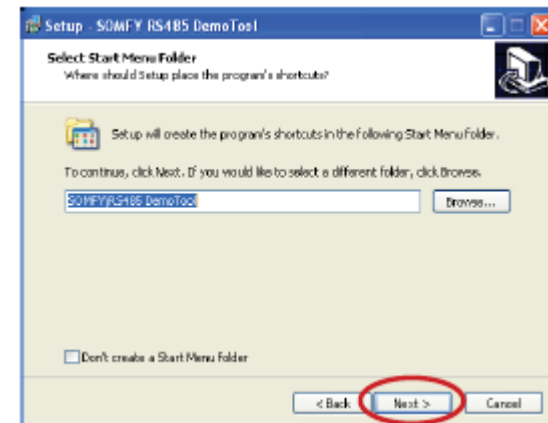 Setup - SOMFY RS485 DemoTool
Select Start Menu Folder
Where should Setup place the program's shortcuts?
Setup will create the program's shortcuts in the following Start Menu folder.
To continue, click Next. If you would like to select a different folder, click Browse.
SOMFY\RS485 DemoTool
Browse...
Don't create a Start Menu folder
< Back
Next >
Cancel